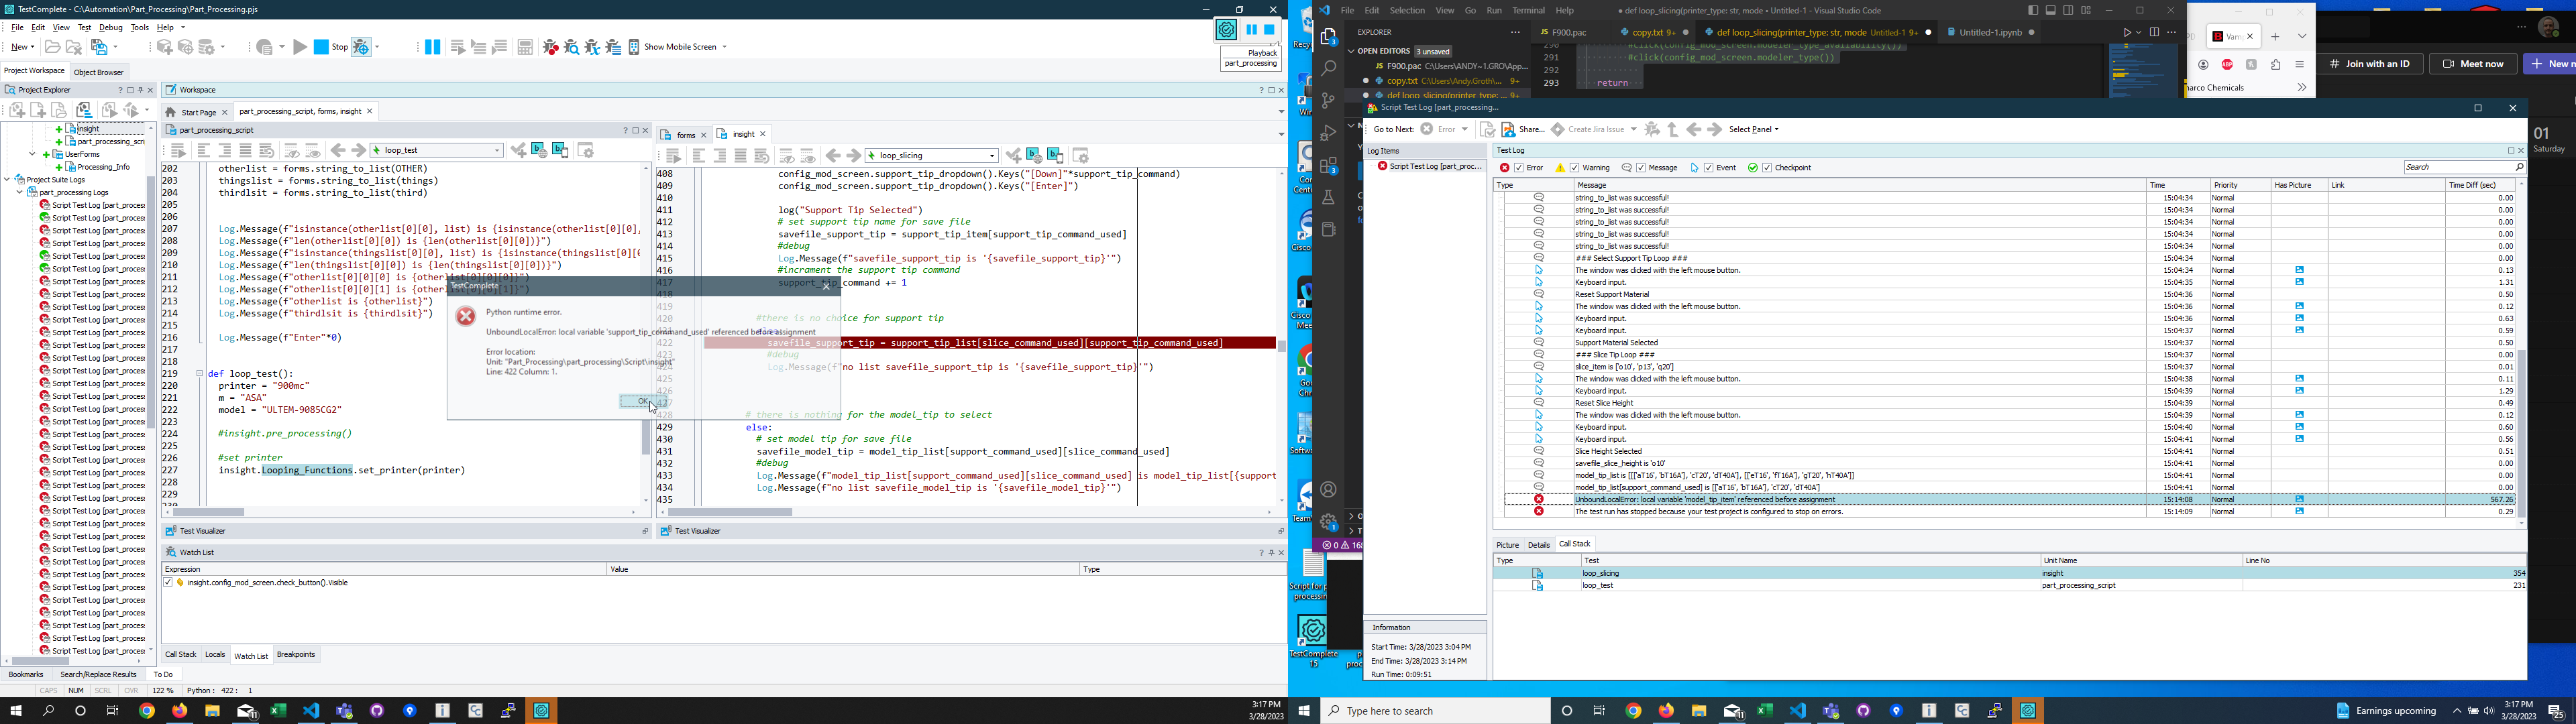 TestComplete - C:\Automation\Part_Processing\Part_Processing.pjs
File Edit View Test Debug Tools Help
New Stop Show Mobile Screen
Playback
part_processing
Project Workspace Object Browser
Project Explorer
insight
part_processing_scri
UserForms
Processing_Info
Project Suite Logs
part_processing Logs
Script Test Log [part_process
Workspace
Start Page part_processing_script, forms, insight
part_processing_script
loop_test
202 otherlist = forms.string_to_list(OTHER)
203 thingslist = forms.string_to_list(things)
204 thirdlsit = forms.string_to_list(third)
205
206
207 Log.Message(f"isinstance(otherlist[0][0], list) is {isinstance(otherlist[0][0],
208 Log.Message(f"len(otherlist[0][0]) is {len(otherlist[0][0])}")
209 Log.Message(f"isinstance(thingslist[0][0], list) is {isinstance(thingslist[0][0
210 Log.Message(f"len(thingslist[0][0]) is {len(thingslist[0][0])}")
211 Log.Message(f"otherlist[0][0][0] is {otherlist[0][0][0]}")
212 Log.Message(f"otherlist[0][0][1] is {otherlist[0][0][1]}")
213 Log.Message(f"otherlist is {otherlist}")
214 Log.Message(f"thirdlsit is {thirdlsit}")
215
216 Log.Message(f"Enter"*0)
217
218
219 def loop_test():
220 printer = "900mc"
221 m = "ASA"
222 model = "ULTEM-9085CG2"
223
224 #insight.pre_processing()
225
226 #set printer
227 insight.Looping_Functions.set_printer(printer)
228
229
forms insight
loop_slicing
408 config_mod_screen.support_tip_dropdown().Keys("[Down]"*support_tip_command)
409 config_mod_screen.support_tip_dropdown().Keys("[Enter]")
410
411 log("Support Tip Selected")
412 # set support tip name for save file
413 savefile_support_tip = support_tip_item[support_tip_command_used]
414 #debug
415 Log.Message(f"savefile_support_tip is '{savefile_support_tip}'")
416 #incrament the support tip command
417 support_tip_command += 1
418
419
420 #there is no choice for support tip
422 savefile_support_tip = support_tip_list[slice_command_used][support_tip_command_used]
#debug
Log.Message(f"no list savefile_support_tip is '{savefile_support_tip}'")
428 # there is nothing for the model_tip to select
429 else:
430 # set model tip for save file
431 savefile_model_tip = model_tip_list[support_command_used][slice_command_used]
432 #debug
433 Log.Message(f"model_tip_list[support_command_used][slice_command_used] is model_tip_list[{support
434 Log.Message(f"no list savefile_model_tip is '{savefile_model_tip}'")
435
TestComplete
Python runtime error.
UnboundLocalError: local variable 'support_tip_command_used' referenced before assignment
Error location:
Unit: "Part_Processing\part_processing\Script\insight"
Line: 422 Column: 1.
OK
Test Visualizer Test Visualizer
Watch List
Expression Value Type
insight.config_mod_screen.check_button().Visible
Call Stack Locals Watch List Breakpoints
Bookmarks Search/Replace Results To Do
CAPS NUM SCRL OVR 122 % Python : 422 : 1
3:17 PM
3/28/2023
File Edit Selection View Go Run Terminal Help
● def loop_slicing(printer_type: str, mode • Untitled-1 - Visual Studio Code
EXPLORER
OPEN EDITORS 3 unsaved
F900.pac C:\Users\ANDY~1.GRO\App...
copy.txt C:\Users\Andy.Groth\... 9+
def loop_slicing(printer_type: ... 9+
F900.pac copy.txt 9+ def loop_slicing(printer_type: str, mode Untitled-1 9+ Untitled-1.ipynb
290 #click(config_mod_screen.modeler_type_availability())
291 #click(config_mod_screen.modeler_type())
292
293 return
Vam
narco Chemicals
Join with an ID Meet now New m
01
Saturday
Script Test Log [part_processing...
Go to Next: Error Share... Create Jira Issue Select Panel
Log Items
Script Test Log [part_proc...
Test Log
Error Warning Message Event Checkpoint Search
Type Message Time Priority Has Picture Link Time Diff (sec)
string_to_list was successful! 15:04:34 Normal 0.00
string_to_list was successful! 15:04:34 Normal 0.00
string_to_list was successful! 15:04:34 Normal 0.00
string_to_list was successful! 15:04:34 Normal 0.00
string_to_list was successful! 15:04:34 Normal 0.00
### Select Support Tip Loop ### 15:04:34 Normal 0.01
The window was clicked with the left mouse button. 15:04:34 Normal 0.13
Keyboard input. 15:04:35 Normal 1.31
Reset Support Material 15:04:36 Normal 0.50
The window was clicked with the left mouse button. 15:04:36 Normal 0.12
Keyboard input. 15:04:36 Normal 0.63
Keyboard input. 15:04:37 Normal 0.59
Support Material Selected 15:04:37 Normal 0.50
### Slice Tip Loop ### 15:04:37 Normal 0.00
slice_item is ['o10', 'p13', 'q20'] 15:04:37 Normal 0.01
The window was clicked with the left mouse button. 15:04:38 Normal 0.11
Keyboard input. 15:04:39 Normal 1.29
Reset Slice Height 15:04:39 Normal 0.49
The window was clicked with the left mouse button. 15:04:39 Normal 0.12
Keyboard input. 15:04:40 Normal 0.60
Keyboard input. 15:04:41 Normal 0.56
Slice Height Selected 15:04:41 Normal 0.51
savefile_slice_height is 'o10' 15:04:41 Normal 0.00
model_tip_list is [[['aT16', 'bT16A'], 'cT20', 'dT40A'], [['eT16', 'fT16A', 'gT20', 'hT40A']] 15:04:41 Normal 0.00
model_tip_list[support_command_used] is [['aT16', 'bT16A'], 'cT20', 'dT40A'] 15:04:41 Normal 0.00
UnboundLocalError: local variable 'model_tip_item' referenced before assignment 15:14:08 Normal 567.26
The test run has stopped because your test project is configured to stop on errors. 15:14:09 Normal 0.29
Picture Details Call Stack
Type Test Unit Name Line No
loop_slicing insight 354
loop_test part_processing_script 231
Information
Start Time: 3/28/2023 3:04 PM
End Time: 3/28/2023 3:14 PM
Run Time: 0:09:51
Script for p
processin
TestComplete
15
Type here to search
Earnings upcoming
3:17 PM
3/28/2023